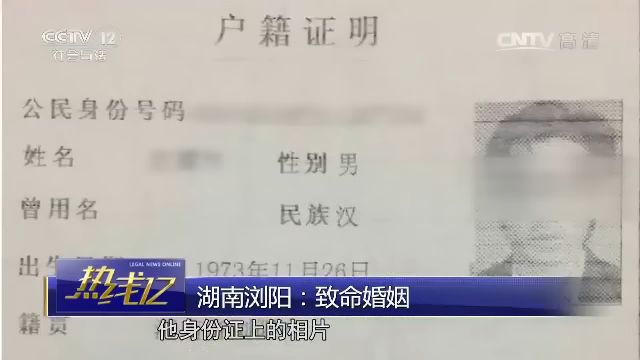 CCTV 12 CNTV 高清
社会与法
户籍证明
公民身份号码
姓名 性别 男
曾用名 民族 汉
出生 1973年11月26日
LEGAL NEWS ONLINE
热线12 湖南浏阳：致命婚姻
籍贯
他身份证上的相片